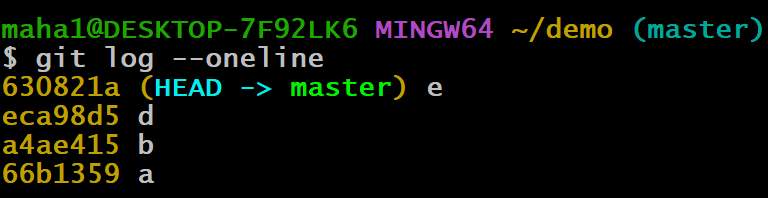 maha1@DESKTOP-7F92LK6 MINGW64 ~/demo (master)
$ git log --oneline
630821a (HEAD -> master) e
eca98d5 d
a4ae415 b
66b1359 a